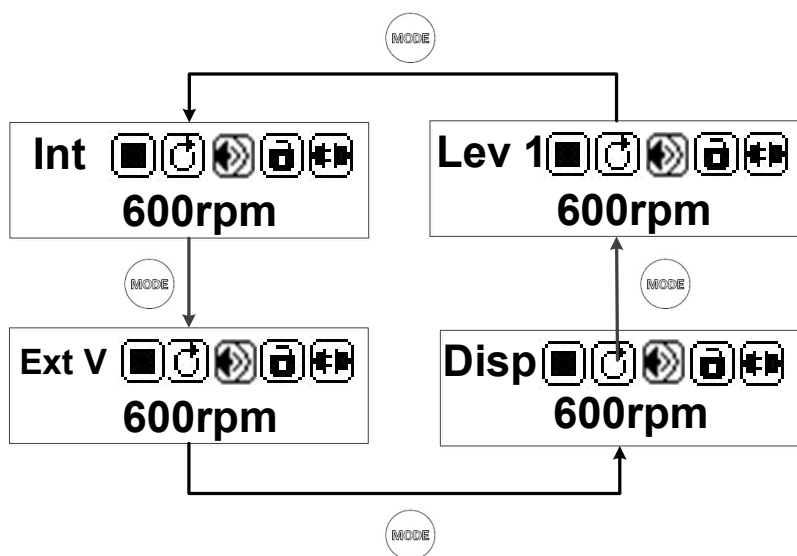 MODE
Int
600rpm
Lev 1
600rpm
MODE
MODE
Ext V
600rpm
Disp
600rpm
MODE